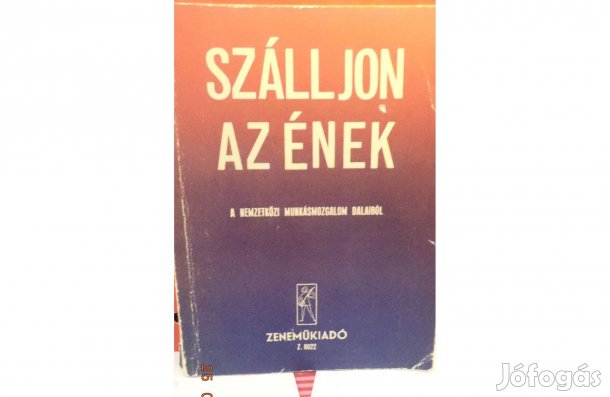 SZÁLLJON
AZ ÉNEK
A NEMZETKÖZI MUNKÁSMOZGALOM DALAIBÓL
ZENEMŰKIADÓ
Z. 8022
Jófogás